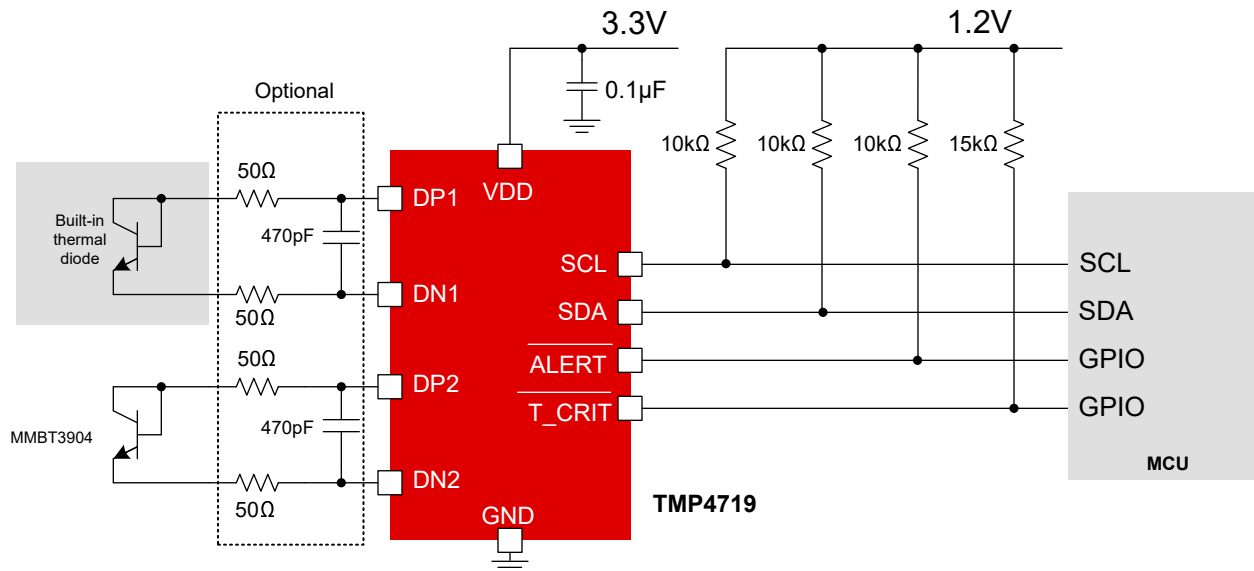 3.3V
1.2V
Optional
0.1µF
10kΩ
10kΩ
10kΩ
15kΩ
50Ω
DP1
VDD
Built-in
thermal
diode
470pF
SCL
SCL
DN1
50Ω
SDA
SDA
50Ω
ALERT
GPIO
DP2
T_CRIT
GPIO
MMBT3904
470pF
MCU
DN2
50Ω
GND
TMP4719